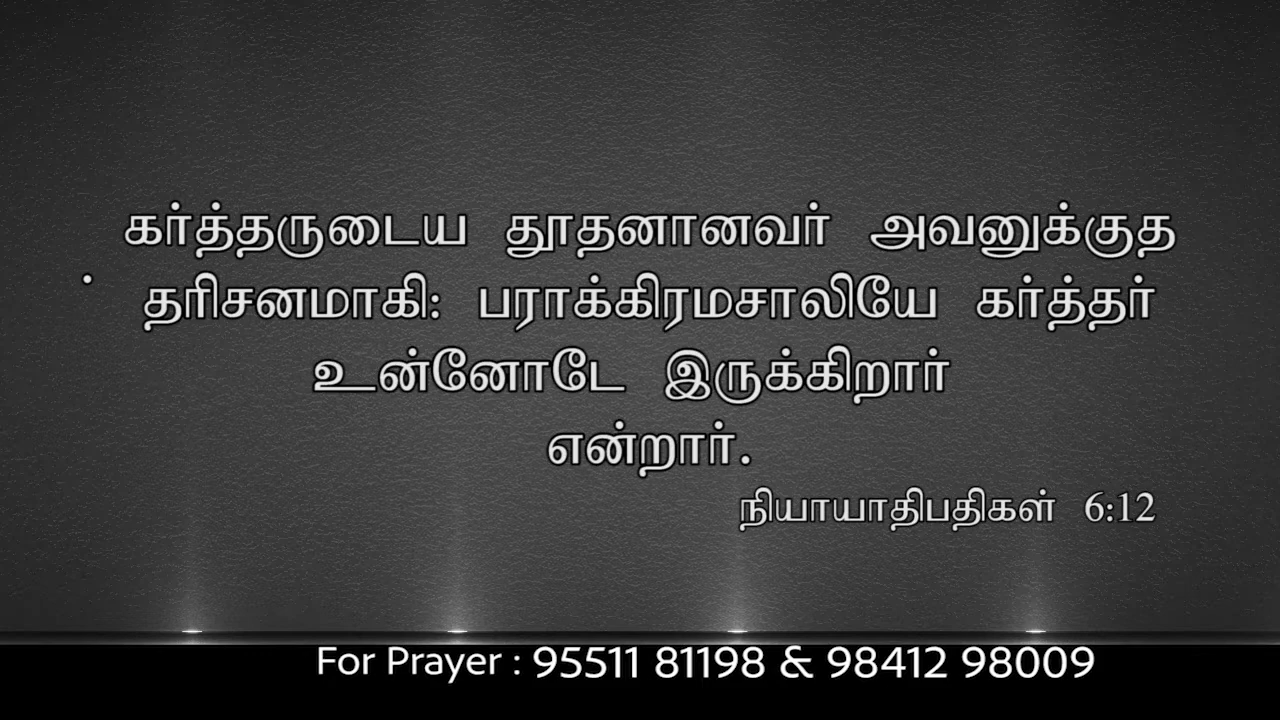 கர்த்தருடைய தூதனானவர் அவனுக்குத
் தரிசனமாகி: பராக்கிரமசாலியே கர்த்தர்
உன்னோடே இருக்கிறார்
என்றார்.
நியாயாதிபதிகள் 6:12
For Prayer : 95511 81198 & 98412 98009